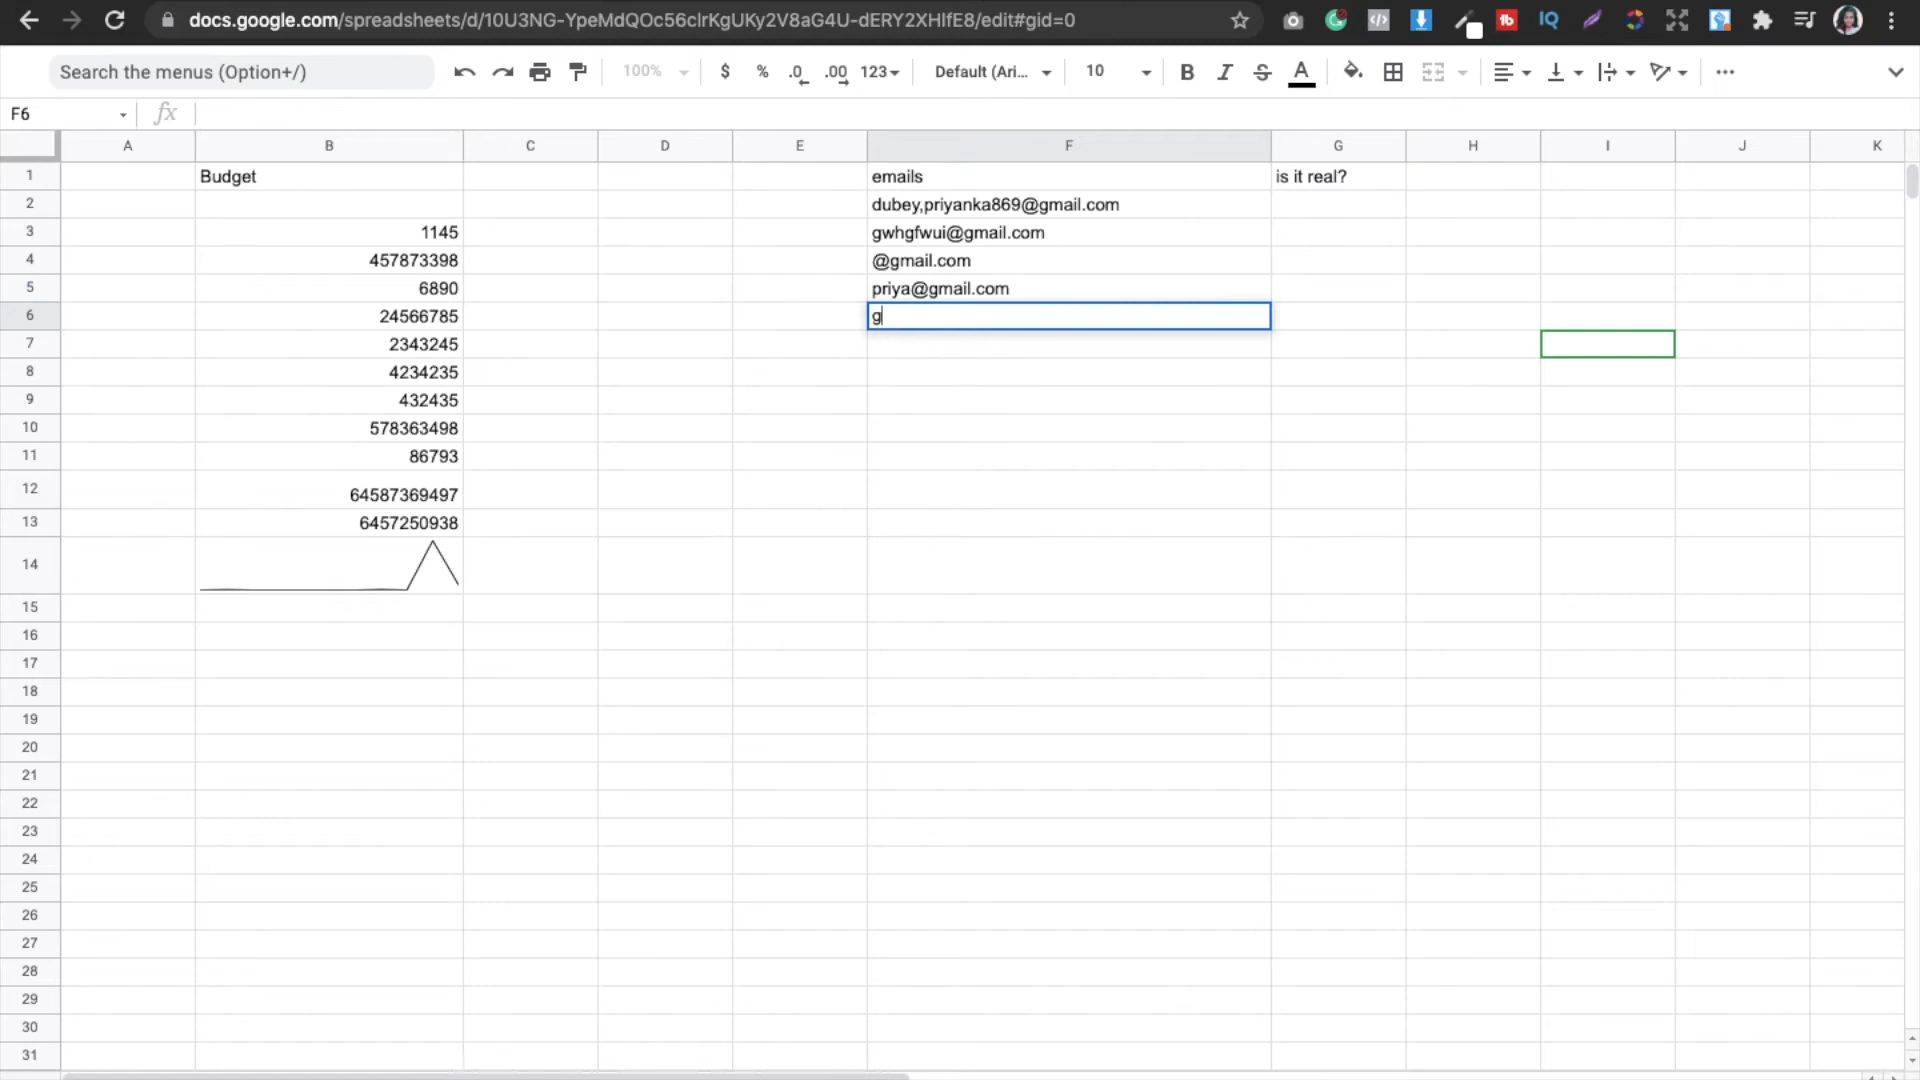 docs.google.com/spreadsheets/d/10U3NG-YpeMdQOc56clrKgUKy2V8aG4U-dERY2XHlfE8/edit#gid=0
Search the menus (Option+/)
100%
$
%
.0
.00
123
Default (Ari...
10
B
I
S
A
F6
fx
A B C D E F G H I J K
1 Budget emails is it real?
2 dubey,priyanka869@gmail.com
3 1145 gwhgfwui@gmail.com
4 457873398 @gmail.com
5 6890 priya@gmail.com
6 24566785 g
7 2343245
8 4234235
9 432435
10 578363498
11 86793
12 64587369497
13 6457250938
14
15
16
17
18
19
20
21
22
23
24
25
26
27
28
29
30
31